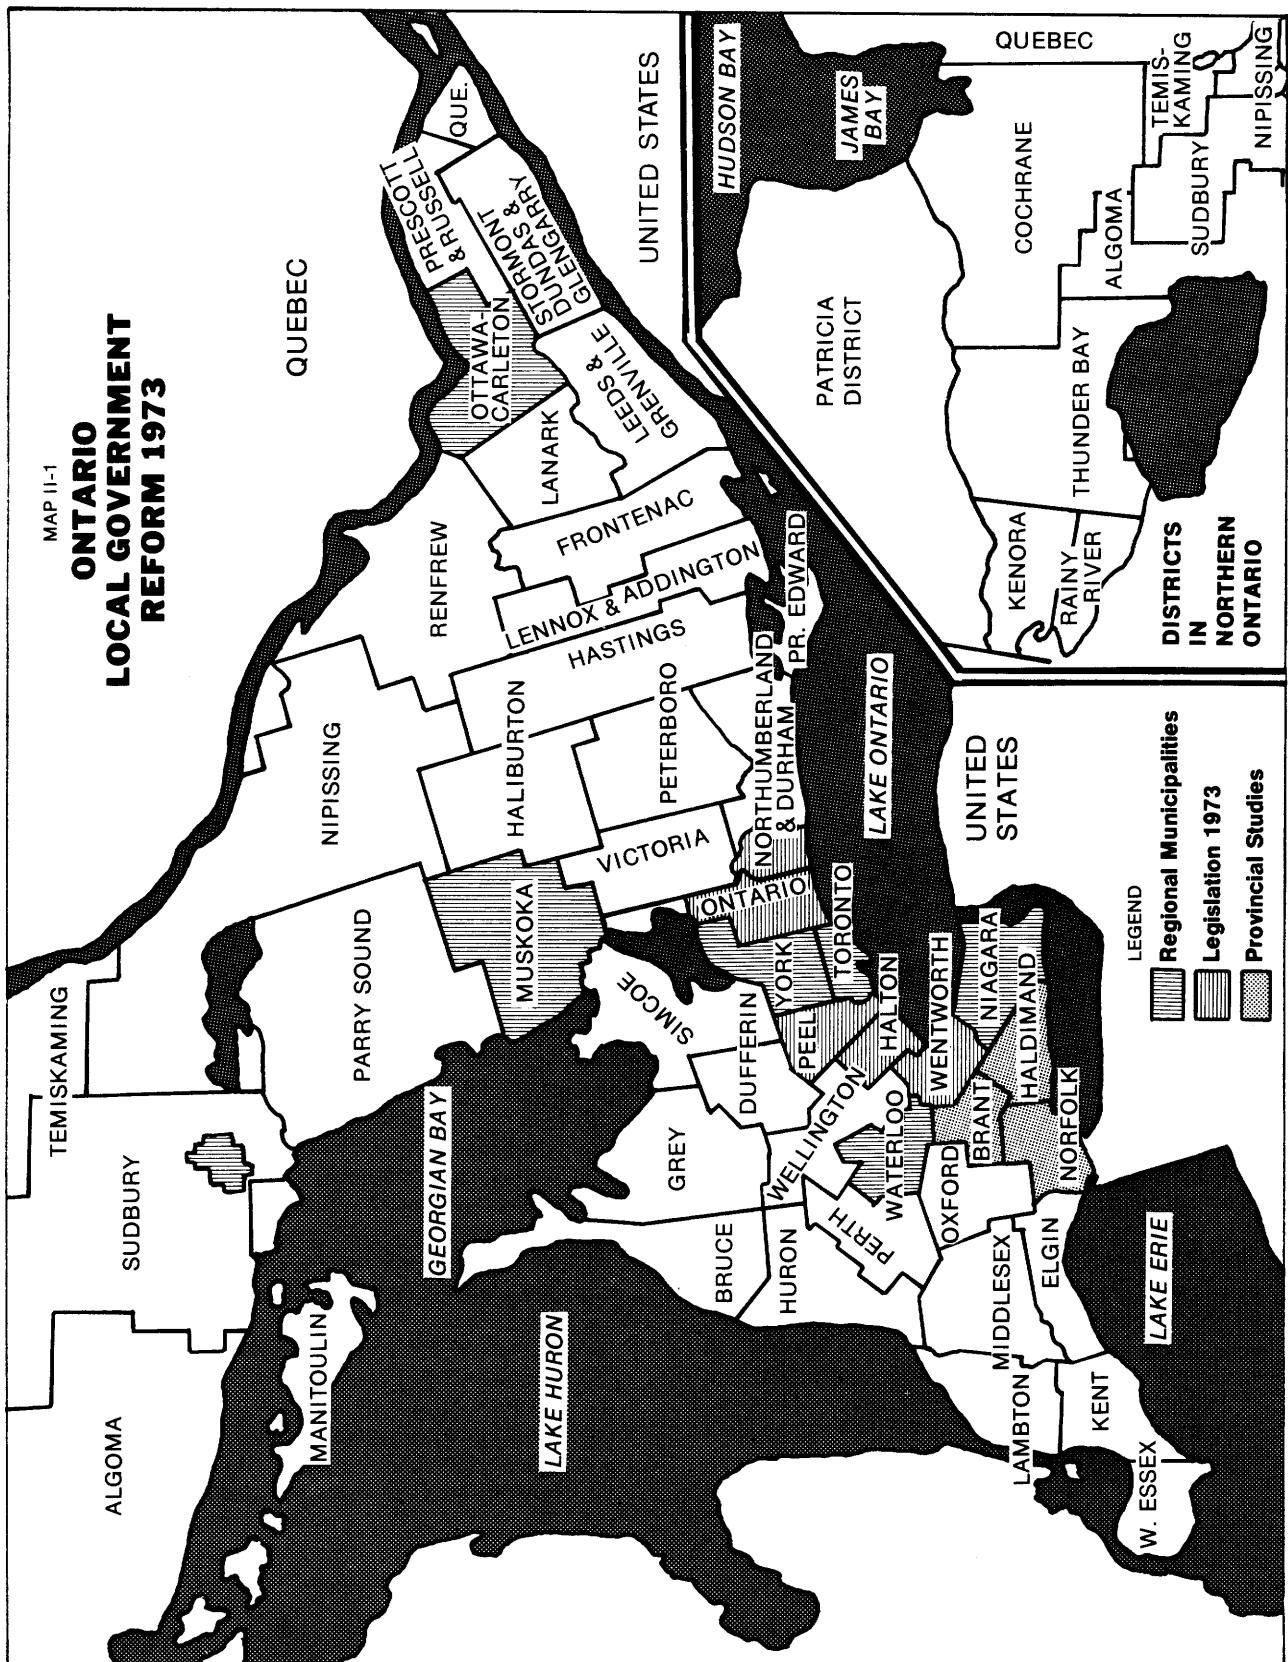 MAP II-1
ONTARIO
LOCAL GOVERNMENT
REFORM 1973
QUEBEC
QUE.
PRESCOTT
& RUSSELL
STORMONT
DUNDAS &
GLENGARRY
OTTAWA-
CARLETON
LEEDS &
GRENVILLE
LANARK
RENFREW
FRONTENAC
LENNOX & ADDINGTON
HASTINGS
PR. EDWARD
NIPISSING
HALIBURTON
PETERBORO
NORTHUMBERLAND
& DURHAM
VICTORIA
MUSKOKA
PARRY SOUND
ONTARIO
YORK
TORONTO
SIMCOE
DUFFERIN
PEEL
HALTON
WENTWORTH
NIAGARA
HALDIMAND
NORFOLK
BRANT
WATERLOO
WELLINGTON
GREY
BRUCE
HURON
PERTH
OXFORD
MIDDLESEX
ELGIN
LAMBTON
KENT
W. ESSEX
TEMISKAMING
SUDBURY
ALGOMA
MANITOULIN
GEORGIAN BAY
LAKE HURON
LAKE ERIE
LAKE ONTARIO
UNITED STATES
UNITED
STATES
LEGEND
Regional Municipalities
Legislation 1973
Provincial Studies
HUDSON BAY
JAMES
BAY
QUEBEC
PATRICIA
DISTRICT
COCHRANE
TEMIS-
KAMING
ALGOMA
SUDBURY
NIPISSING
THUNDER BAY
KENORA
RAINY
RIVER
DISTRICTS
IN
NORTHERN
ONTARIO